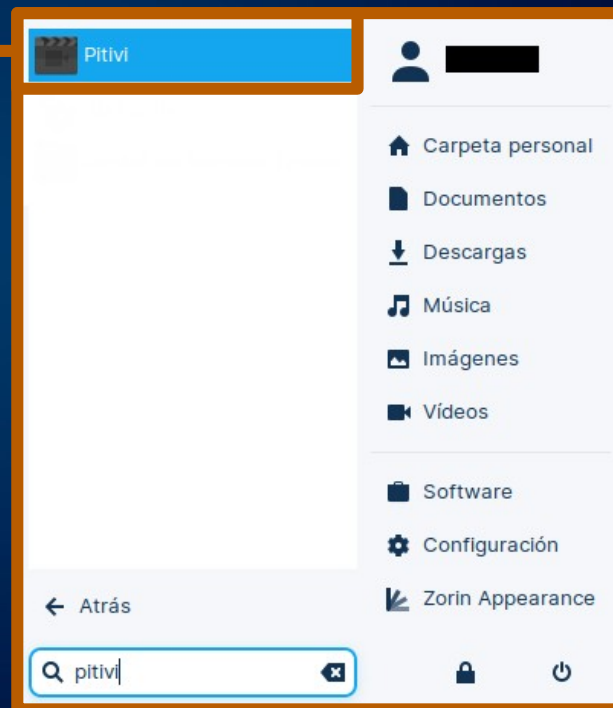 Pitivi
Carpeta personal
Documentos
Descargas
Música
Imágenes
Vídeos
Software
Configuración
Zorin Appearance
Atrás
pitivi